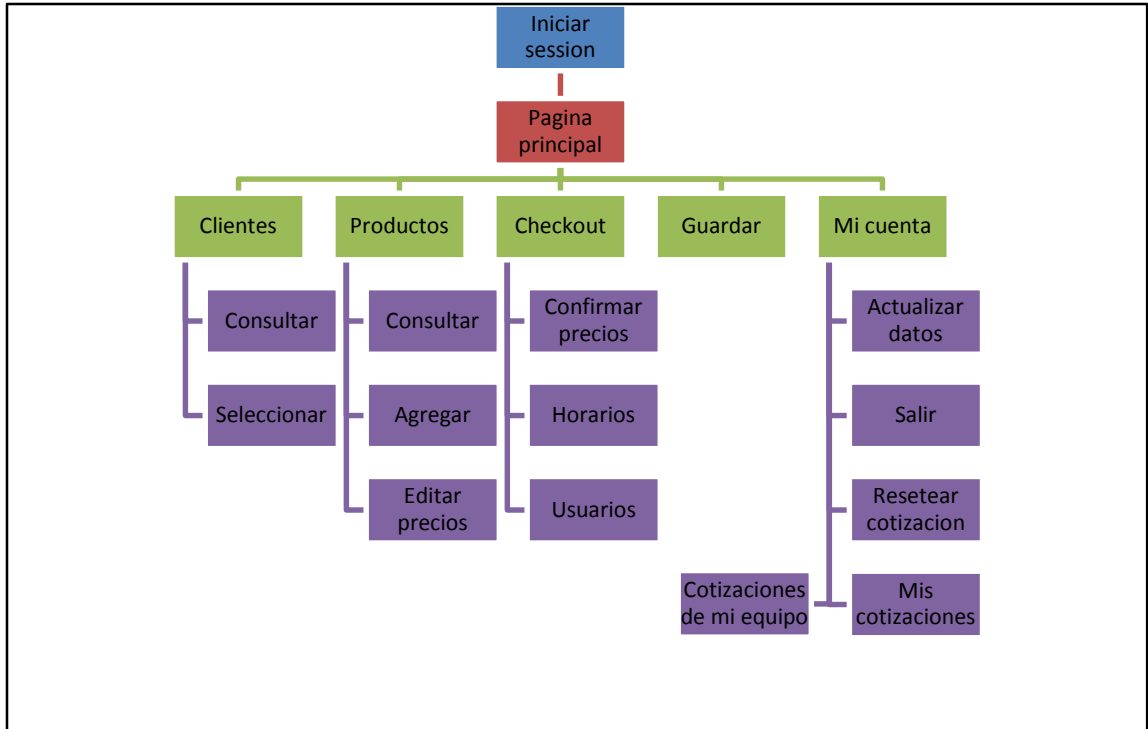 Iniciar
session
Pagina
principal
Clientes
Productos
Checkout
Guardar
Mi cuenta
Consultar
Consultar
Confirmar
precios
Actualizar
datos
Seleccionar
Agregar
Horarios
Salir
Editar
precios
Usuarios
Resetear
cotizacion
Cotizaciones
de mi equipo
Mis
cotizaciones